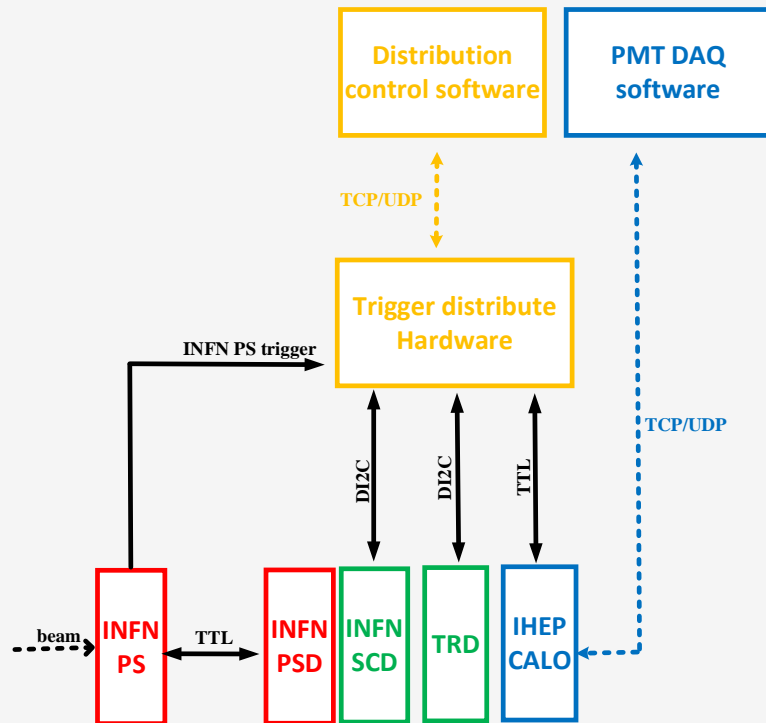 Distribution
control software
PMT DAQ
software
TCP/UDP
Trigger distribute
Hardware
INFN PS trigger
TCP/UDP
DI2C
DI2C
TTL
beam
INFN
PS
TTL
INFN
PSD
INFN
SCD
TRD
IHEP
CALO